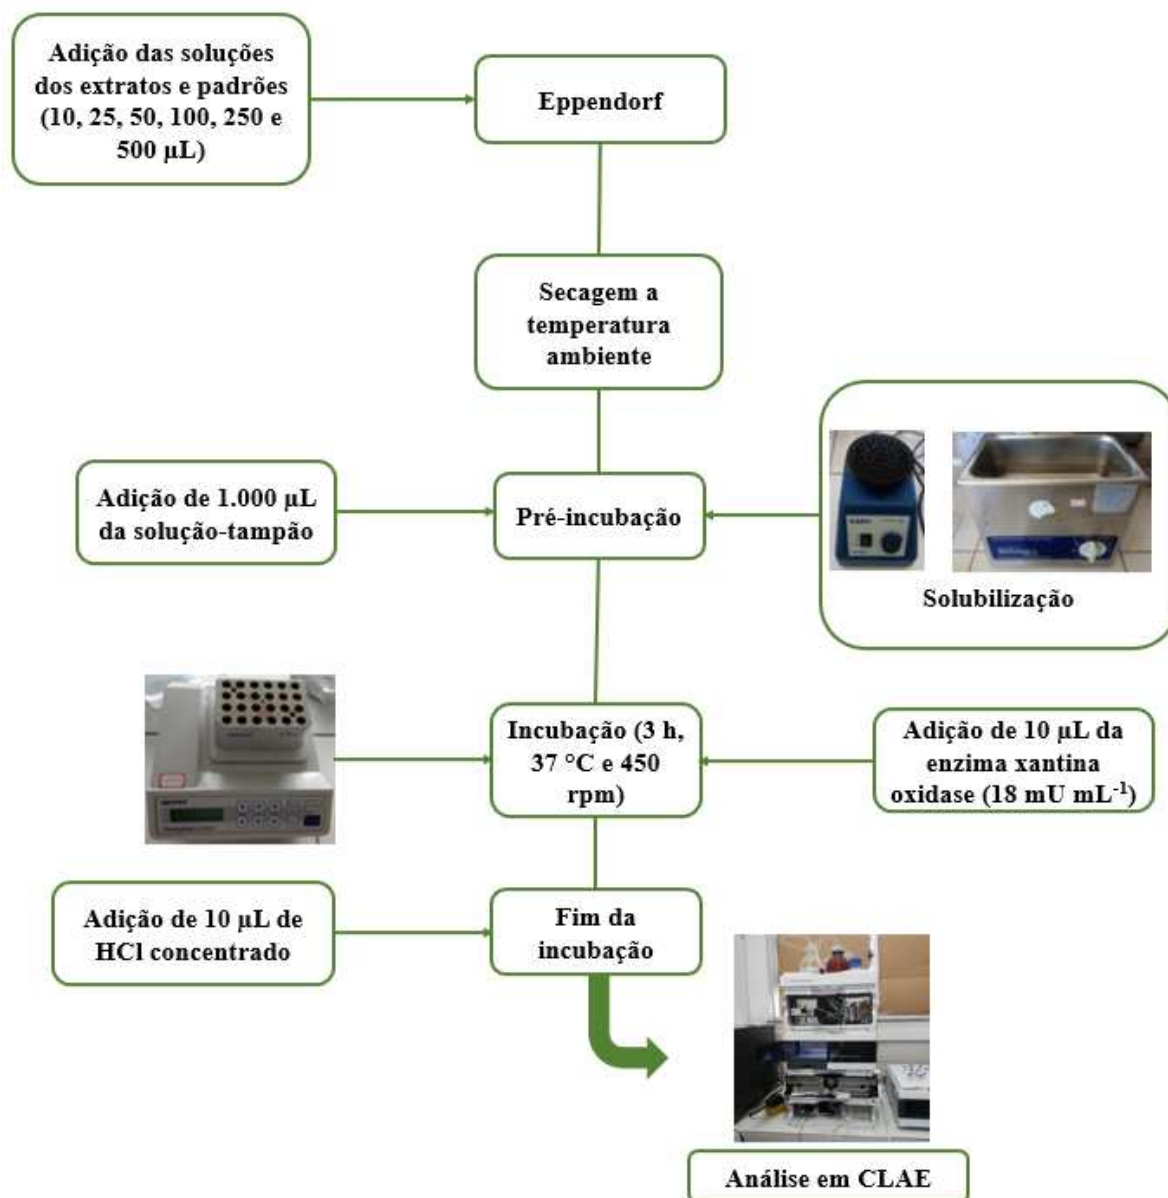 Adição das soluções
dos extratos e padrões
(10, 25, 50, 100, 250 e
500 µL)
Eppendorf
Secagem a
temperatura
ambiente
Adição de 1.000 µL
da solução-tampão
Pré-incubação
Solubilização
Incubação (3 h,
37 °C e 450
rpm)
Adição de 10 µL da
enzima xantina
oxidase (18 mU mL⁻¹)
Adição de 10 µL de
HCl concentrado
Fim da
incubação
Análise em CLAE